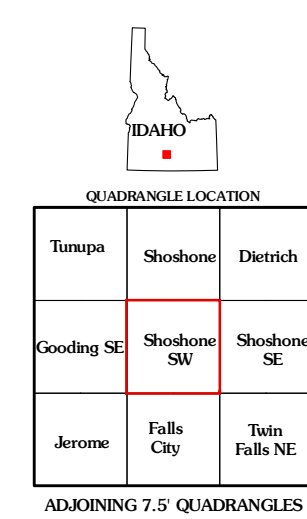 IDAHO
QUADRANGLE LOCATION
Tunupa
Shoshone
Dietrich
Gooding SE
Shoshone
SW
Shoshone
SE
Jerome
Falls
City
Twin
Falls NE
ADJOINING 7.5' QUADRANGLES